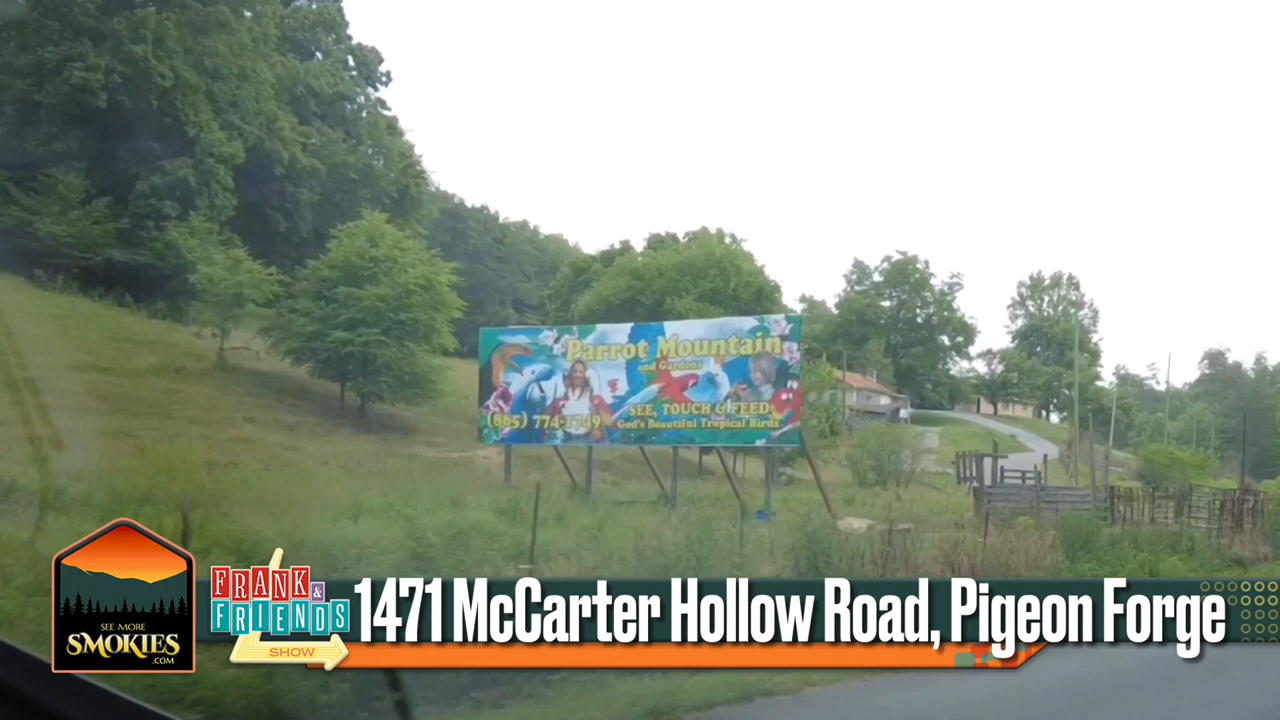 Parrot Mountain
and Gardens
SEE, TOUCH & FEED
God's Beautiful Tropical Birds
(865) 774-1749
SEE MORE
SMOKIES
.COM
FRANK &
FRIENDS
SHOW
1471 McCarter Hollow Road, Pigeon Forge